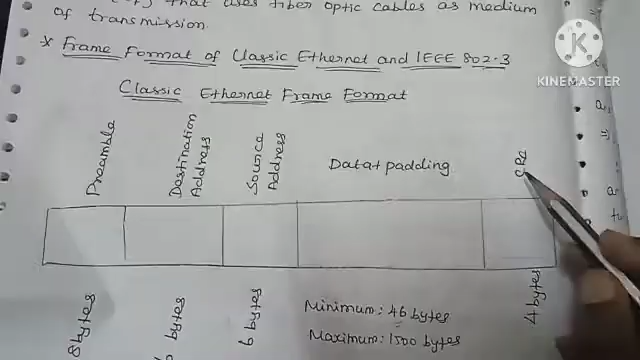 that uses fiber optic cables as medium
of transmission.
* Frame Format of Classic Ethernet and IEEE 802.3
Classic Ethernet Frame Format
Preamble
Destination
Address
Source
Address
Data+padding
8 bytes
bytes
6 bytes
Minimum: 46 bytes
Maximum: 1500 bytes
4 bytes
KINEMASTER